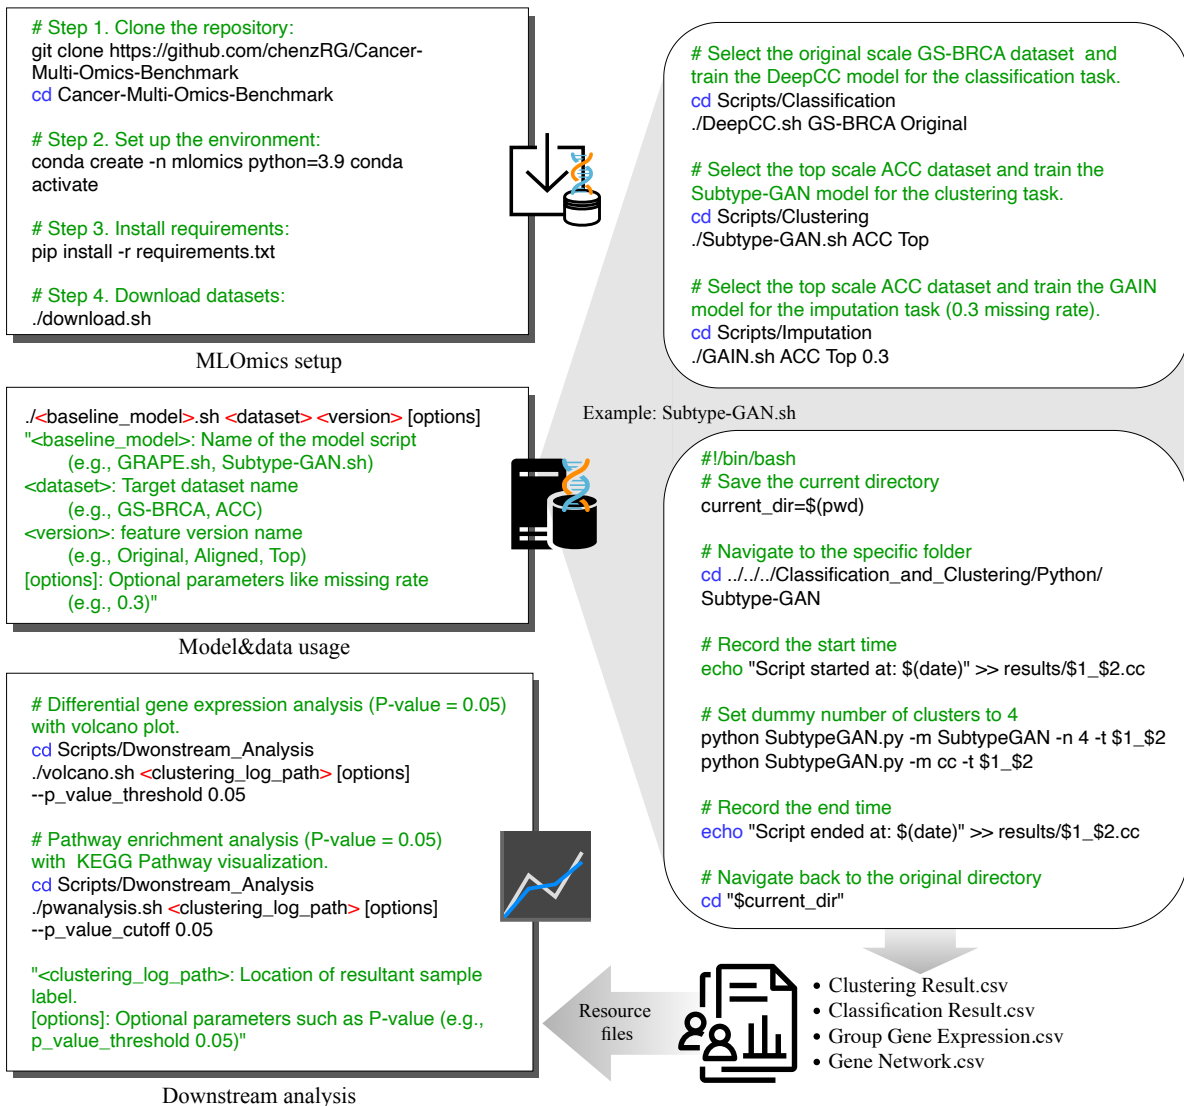 # Step 1. Clone the repository:
git clone https://github.com/chenzRG/Cancer-
Multi-Omics-Benchmark
cd Cancer-Multi-Omics-Benchmark
# Step 2. Set up the environment:
conda create -n mlomics python=3.9 conda
activate
# Step 3. Install requirements:
pip install -r requirements.txt
# Step 4. Download datasets:
./download.sh
MLOmics setup
./<baseline_model>.sh <dataset> <version> [options]
"<baseline_model>: Name of the model script
(e.g., GRAPE.sh, Subtype-GAN.sh)
<dataset>: Target dataset name
(e.g., GS-BRCA, ACC)
<version>: feature version name
(e.g., Original, Aligned, Top)
[options]: Optional parameters like missing rate
(e.g., 0.3)"
Model&data usage
# Differential gene expression analysis (P-value = 0.05)
with volcano plot.
cd Scripts/Dwonstream_Analysis
./volcano.sh <clustering_log_path> [options]
--p_value_threshold 0.05
# Pathway enrichment analysis (P-value = 0.05)
with KEGG Pathway visualization.
cd Scripts/Dwonstream_Analysis
./pwanalysis.sh <clustering_log_path> [options]
--p_value_cutoff 0.05
"<clustering_log_path>: Location of resultant sample
label.
[options]: Optional parameters such as P-value (e.g.,
p_value_threshold 0.05)"
Downstream analysis
# Select the original scale GS-BRCA dataset and
train the DeepCC model for the classification task.
cd Scripts/Classification
./DeepCC.sh GS-BRCA Original
# Select the top scale ACC dataset and train the
Subtype-GAN model for the clustering task.
cd Scripts/Clustering
./Subtype-GAN.sh ACC Top
# Select the top scale ACC dataset and train the GAIN
model for the imputation task (0.3 missing rate).
cd Scripts/Imputation
./GAIN.sh ACC Top 0.3
Example: Subtype-GAN.sh
#!/bin/bash
# Save the current directory
current_dir=$(pwd)
# Navigate to the specific folder
cd ../../../Classification_and_Clustering/Python/
Subtype-GAN
# Record the start time
echo "Script started at: $(date)" >> results/$1_$2.cc
# Set dummy number of clusters to 4
python SubtypeGAN.py -m SubtypeGAN -n 4 -t $1_$2
python SubtypeGAN.py -m cc -t $1_$2
# Record the end time
echo "Script ended at: $(date)" >> results/$1_$2.cc
# Navigate back to the original directory
cd "$current_dir"
Resource
files
• Clustering Result.csv
• Classification Result.csv
• Group Gene Expression.csv
• Gene Network.csv